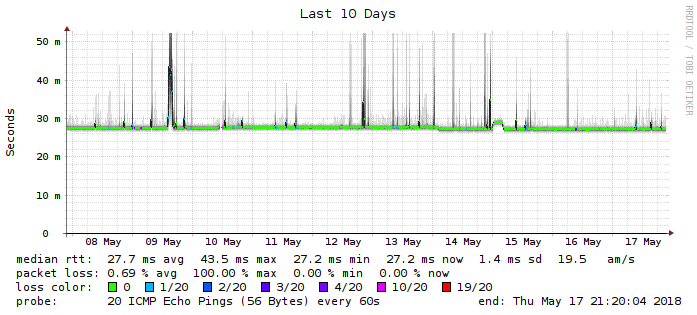 Last 10 Days
RRDTOOL / TOBI OETIKER
Seconds
50 m
40 m
30 m
20 m
10 m
0
08 May 09 May 10 May 11 May 12 May 13 May 14 May 15 May 16 May 17 May
median rtt: 27.7 ms avg 43.5 ms max 27.2 ms min 27.2 ms now 1.4 ms sd 19.5 am/s
packet loss: 0.69 % avg 100.00 % max 0.00 % min 0.00 % now
loss color: 0 1/20 2/20 3/20 4/20 10/20 19/20
probe: 20 ICMP Echo Pings (56 Bytes) every 60s end: Thu May 17 21:20:04 2018